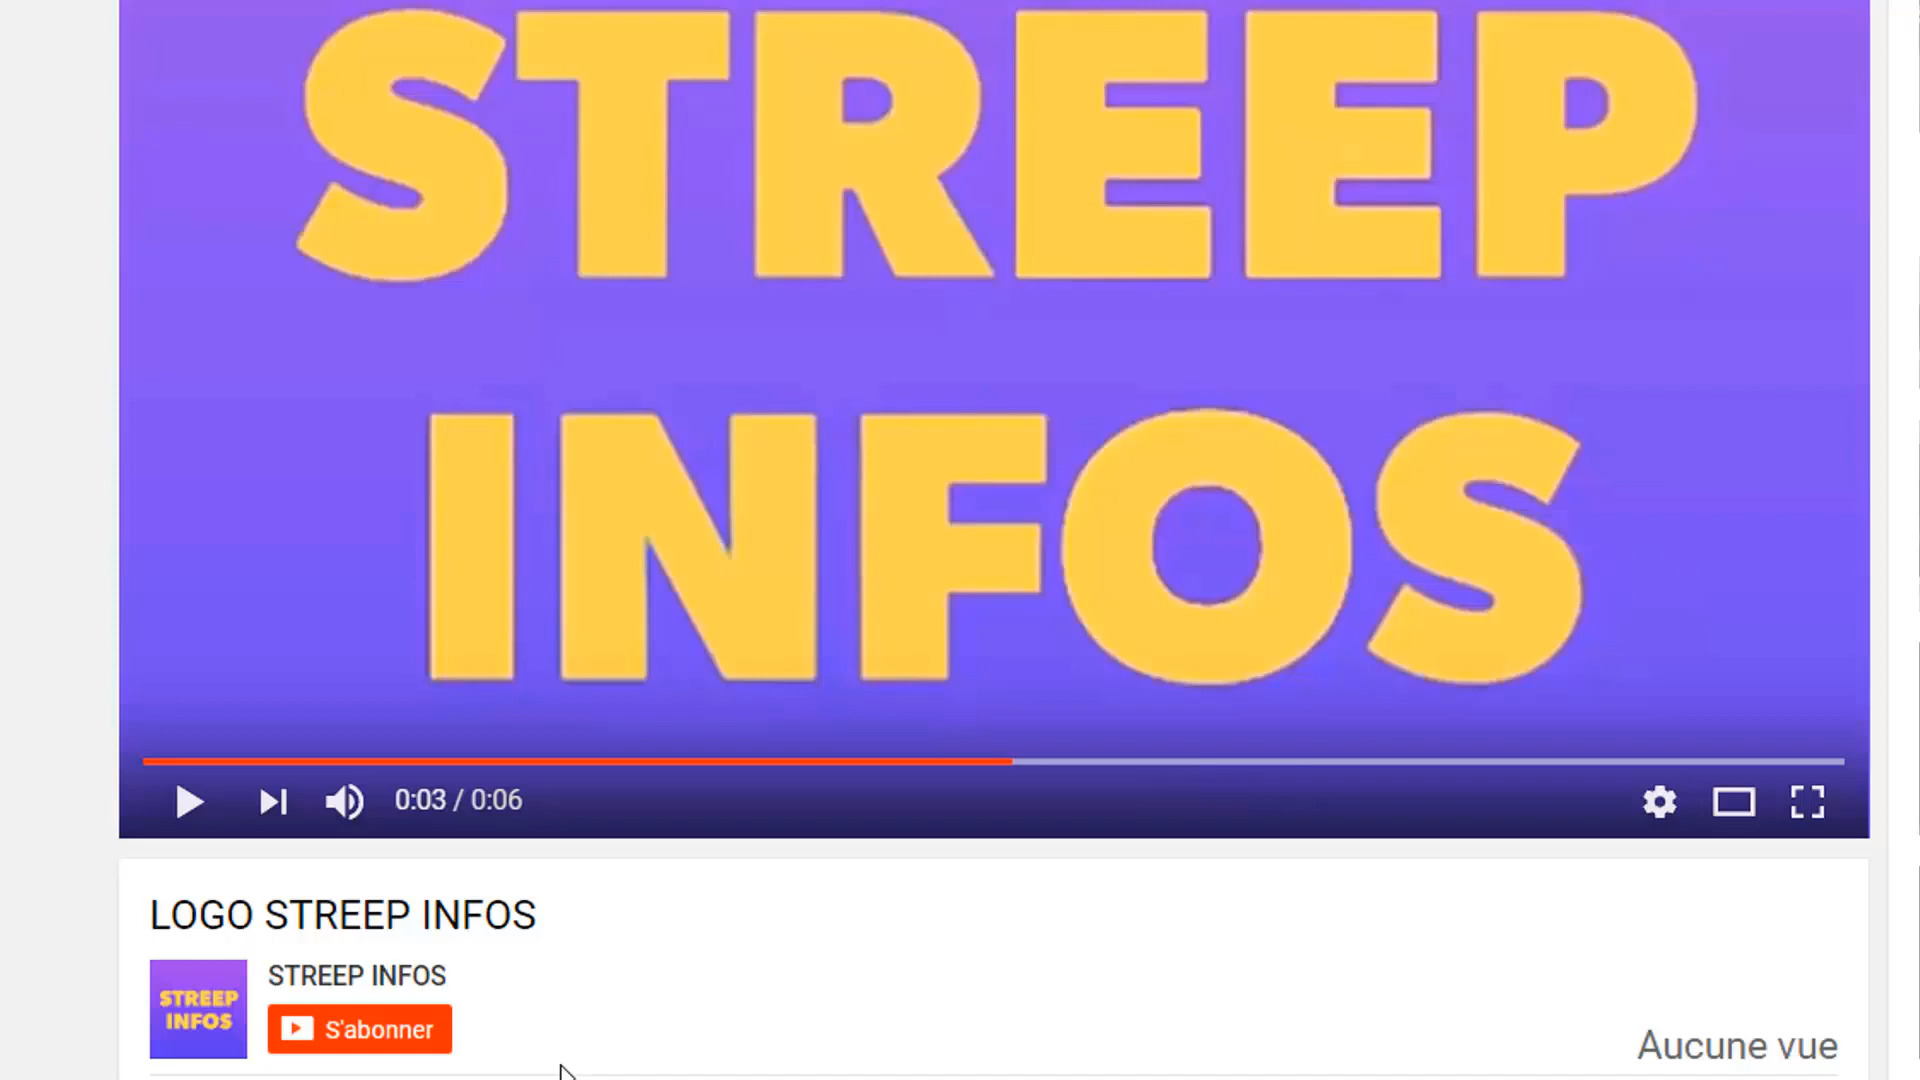 STREEP
INFOS
0:03 / 0:06
LOGO STREEP INFOS
STREEP INFOS
STREEP
INFOS
S'abonner
Aucune vue